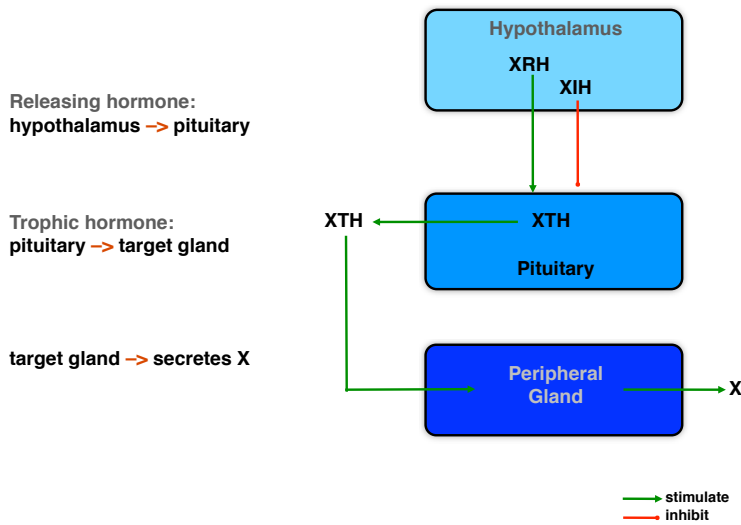 Hypothalamus
XRH
XIH
Releasing hormone:
hypothalamus –> pituitary
Trophic hormone:
pituitary –> target gland
XTH
XTH
Pituitary
target gland –> secretes X
Peripheral
Gland
X
stimulate
inhibit